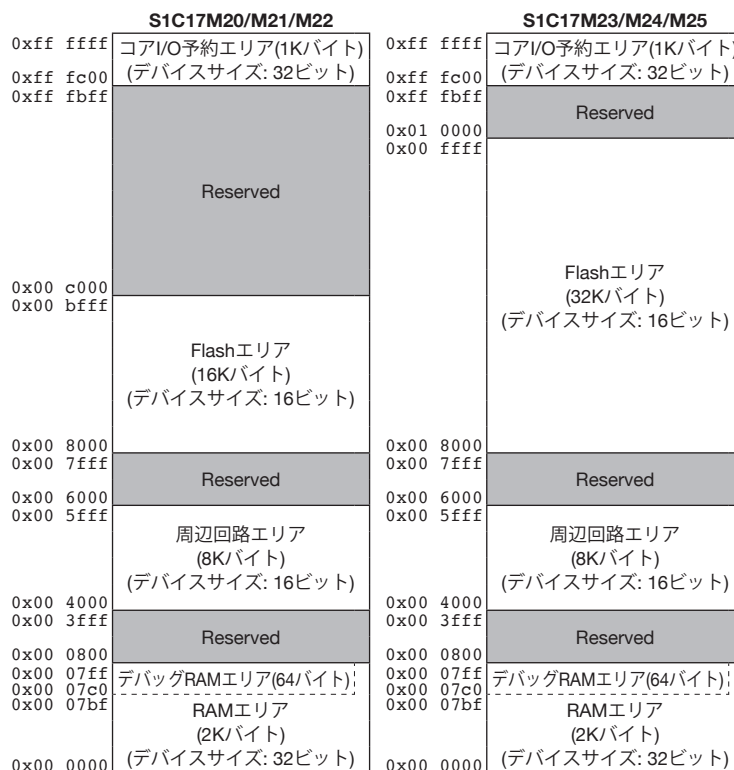 S1C17M20/M21/M22
0xff ffff
コアI/O予約エリア(1Kバイト)
(デバイスサイズ: 32ビット)
0xff fc00
0xff fbff
Reserved
0x00 c000
0x00 bfff
Flashエリア
(16Kバイト)
(デバイスサイズ: 16ビット)
0x00 8000
0x00 7fff
Reserved
0x00 6000
0x00 5fff
周辺回路エリア
(8Kバイト)
(デバイスサイズ: 16ビット)
0x00 4000
0x00 3fff
Reserved
0x00 0800
0x00 07ff
デバッグRAMエリア(64バイト)
0x00 07c0
0x00 07bf
RAMエリア
(2Kバイト)
(デバイスサイズ: 32ビット)
0x00 0000
S1C17M23/M24/M25
0xff ffff
コアI/O予約エリア(1Kバイト)
(デバイスサイズ: 32ビット)
0xff fc00
0xff fbff
Reserved
0x01 0000
0x00 ffff
Flashエリア
(32Kバイト)
(デバイスサイズ: 16ビット)
0x00 8000
0x00 7fff
Reserved
0x00 6000
0x00 5fff
周辺回路エリア
(8Kバイト)
(デバイスサイズ: 16ビット)
0x00 4000
0x00 3fff
Reserved
0x00 0800
0x00 07ff
デバッグRAMエリア(64バイト)
0x00 07c0
0x00 07bf
RAMエリア
(2Kバイト)
(デバイスサイズ: 32ビット)
0x00 0000